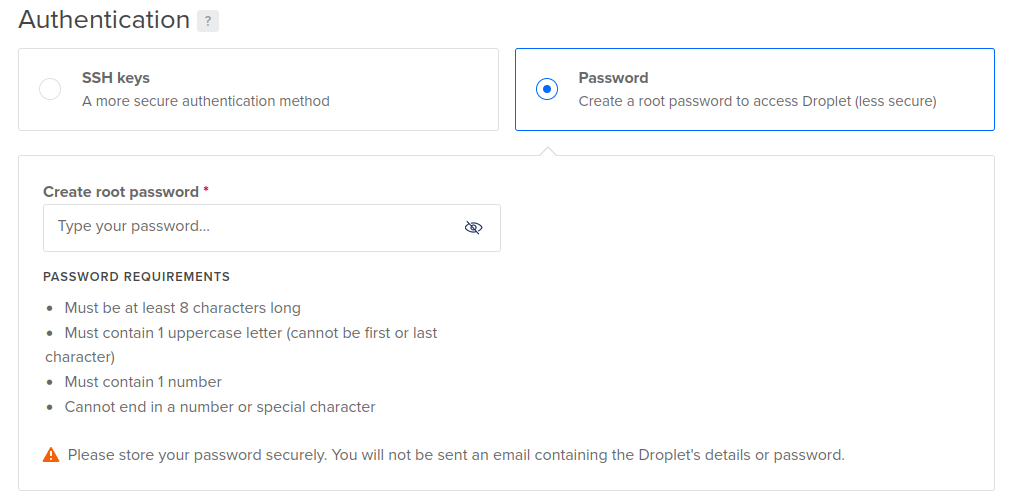 Authentication ?
SSH keys
A more secure authentication method
Password
Create a root password to access Droplet (less secure)
Create root password *
Type your password...
PASSWORD REQUIREMENTS
• Must be at least 8 characters long
• Must contain 1 uppercase letter (cannot be first or last
character)
• Must contain 1 number
• Cannot end in a number or special character
Please store your password securely. You will not be sent an email containing the Droplet's details or password.